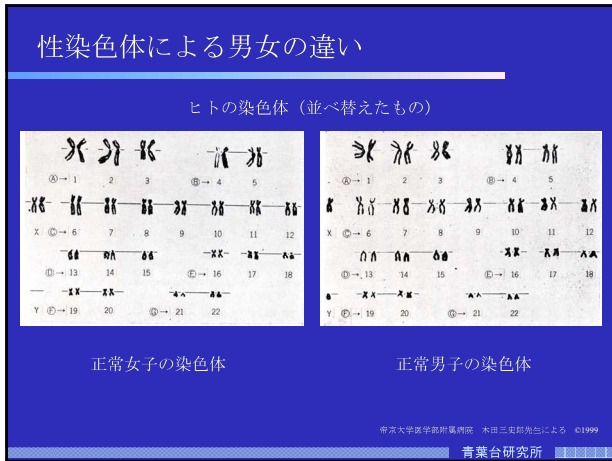 性染色体による男女の違い
ヒトの染色体（並べ替えたもの）
Ⓐ→ 1 2 3 Ⓑ→ 4 5
X Ⓒ→ 6 7 8 9 10 11 12
Ⓓ→ 13 14 15 Ⓔ→ 16 17 18
Y Ⓕ→ 19 20 Ⓖ→ 21 22
Ⓐ→ 1 2 3 Ⓑ→ 4 5
X Ⓒ→ 6 7 8 9 10 11 12
Ⓓ→ 13 14 15 Ⓔ→ 16 17 18
Y Ⓕ→ 19 20 Ⓖ→ 21 22
正常女子の染色体
正常男子の染色体
帝京大学医学部附属病院 木田三史郎先生による ©1999
青葉台研究所